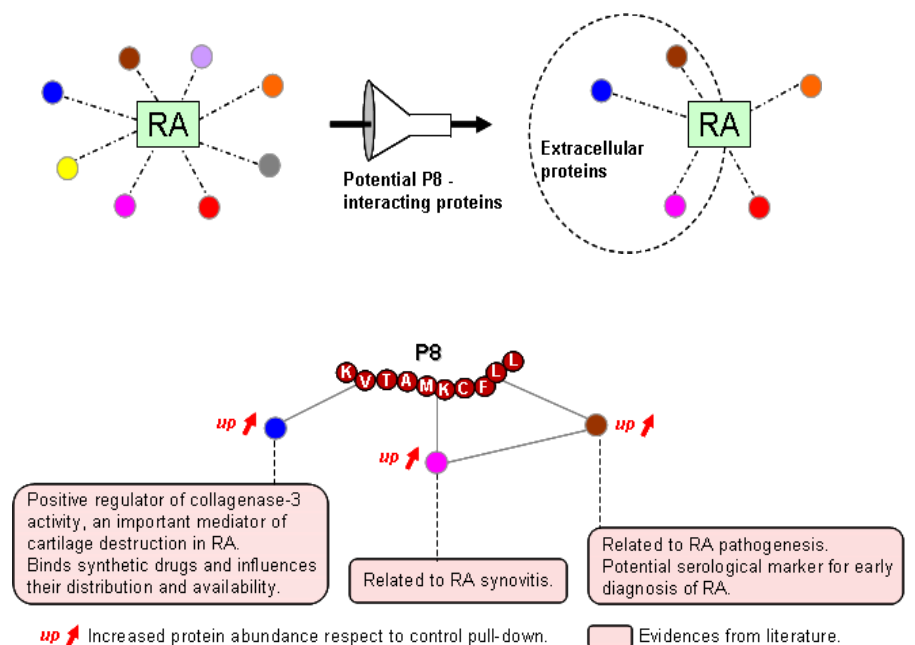 RA
RA
Extracellular
proteins
Potential P8 -
interacting proteins
P8
K V T A M K C F L L
up
up
up
Positive regulator of collagenase-3
activity, an important mediator of
cartilage destruction in RA.
Binds synthetic drugs and influences
their distribution and availability.
Related to RA synovitis.
Related to RA pathogenesis.
Potential serological marker for early
diagnosis of RA.
up Increased protein abundance respect to control pull-down.
Evidences from literature.